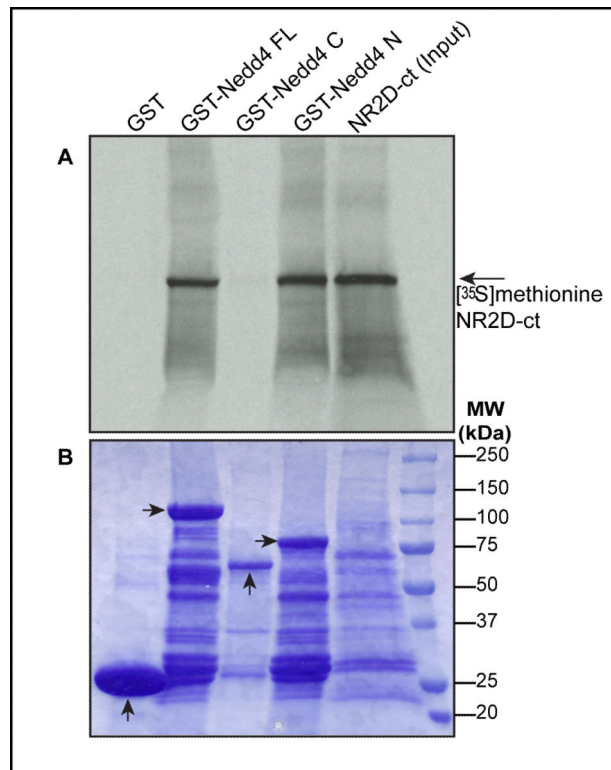 GST
GST-Nedd4 FL
GST-Nedd4 C
GST-Nedd4 N
NR2D-ct (Input)
A
[³⁵S]methionine
NR2D-ct
MW
(kDa)
B
250
150
100
75
50
37
25
20